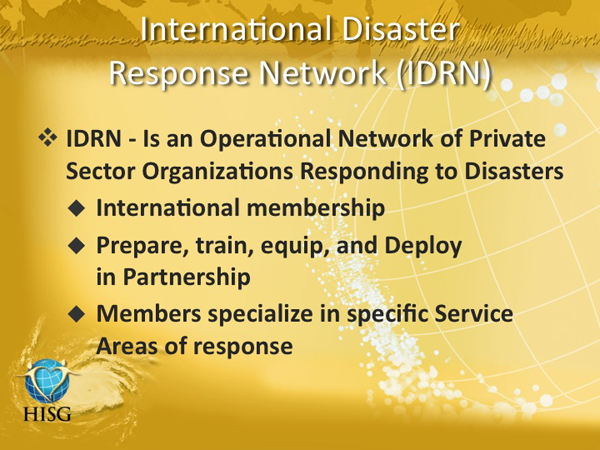 International Disaster
Response Network (IDRN)
❖ IDRN - Is an Operational Network of Private
Sector Organizations Responding to Disasters
◆ International membership
◆ Prepare, train, equip, and Deploy
in Partnership
◆ Members specialize in specific Service
Areas of response
HISG